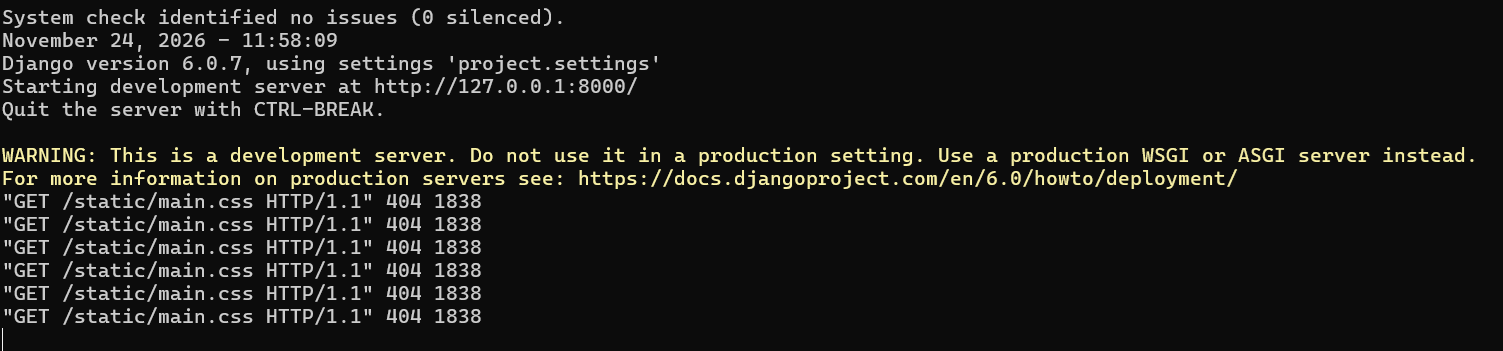 System check identified no issues (0 silenced).
November 24, 2026 - 11:58:09
Django version 6.0.7, using settings 'project.settings'
Starting development server at http://127.0.0.1:8000/
Quit the server with CTRL-BREAK.
WARNING: This is a development server. Do not use it in a production setting. Use a production WSGI or ASGI server instead.
For more information on production servers see: https://docs.djangoproject.com/en/6.0/howto/deployment/
"GET /static/main.css HTTP/1.1" 404 1838
"GET /static/main.css HTTP/1.1" 404 1838
"GET /static/main.css HTTP/1.1" 404 1838
"GET /static/main.css HTTP/1.1" 404 1838
"GET /static/main.css HTTP/1.1" 404 1838
"GET /static/main.css HTTP/1.1" 404 1838